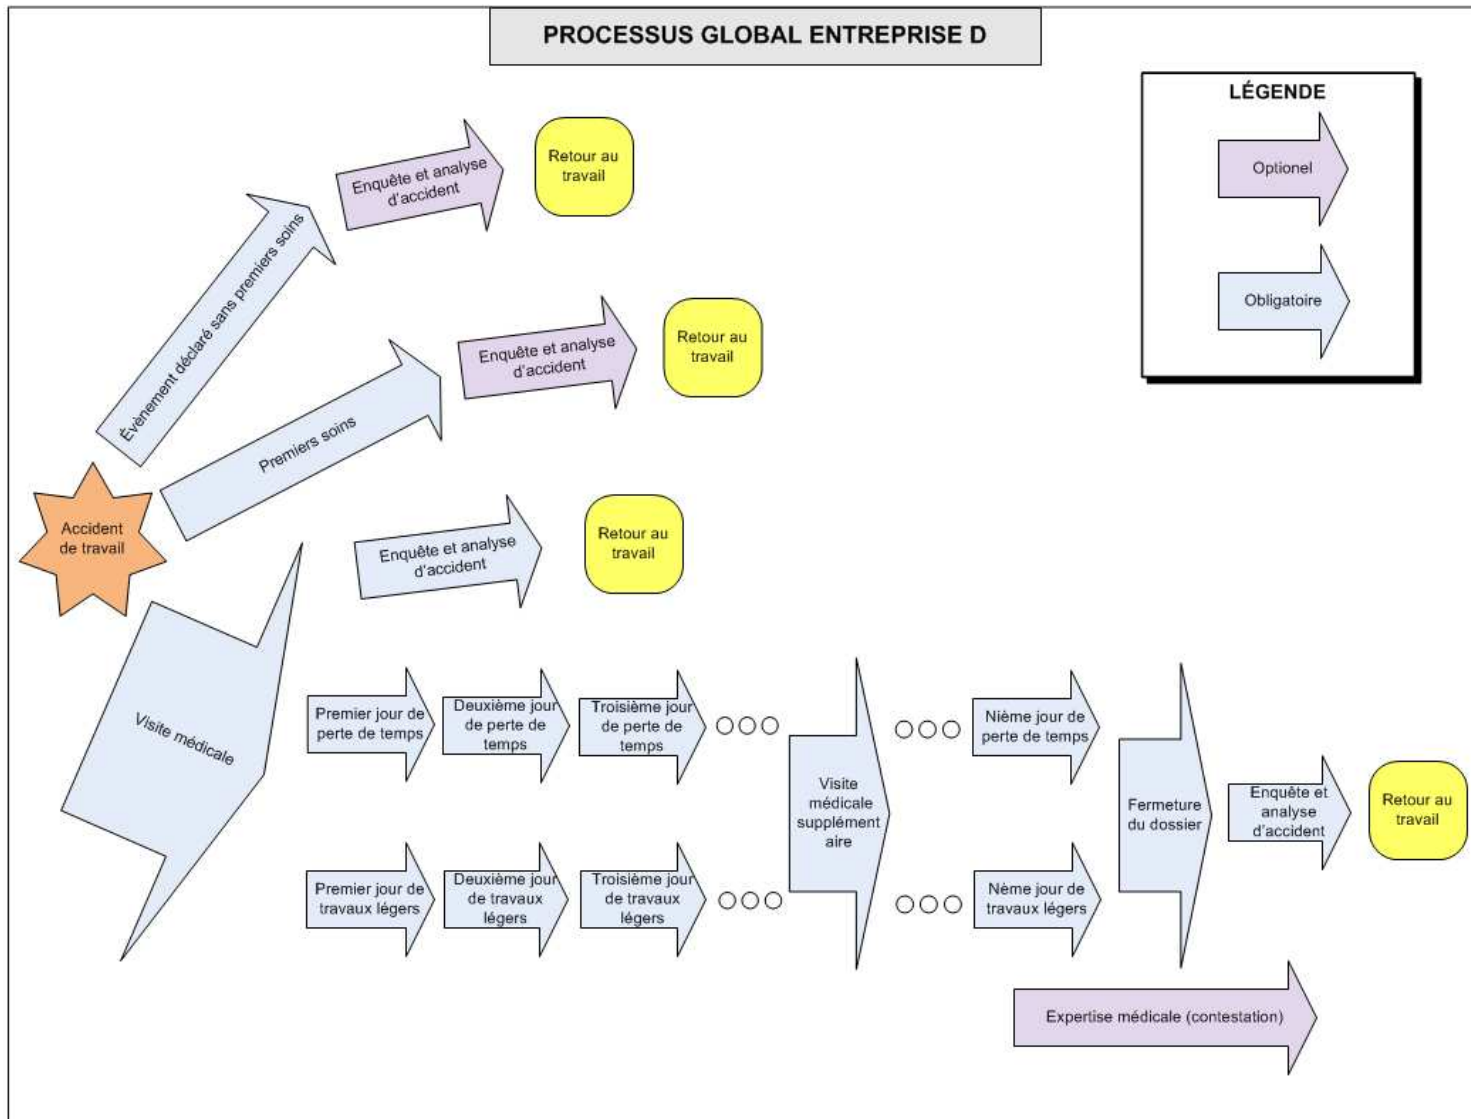 PROCESSUS GLOBAL ENTREPRISE D
LÉGENDE
Optionel
Obligatoire
Enquête et analyse
d'accident
Retour au
travail
Évènement déclaré sans premiers soins
Enquête et analyse
d'accident
Retour au
travail
Premiers soins
Accident
de travail
Enquête et analyse
d'accident
Retour au
travail
Visite médicale
Premier jour de
perte de temps
Deuxième jour
de perte de
temps
Troisième jour
de perte de
temps
Visite
médicale
supplément
aire
Nième jour de
perte de temps
Fermeture
du dossier
Enquête et
analyse
d'accident
Retour au
travail
Premier jour de
travaux légers
Deuxième jour
de travaux
légers
Troisième jour
de travaux
légers
Nème jour de
travaux légers
Expertise médicale (contestation)